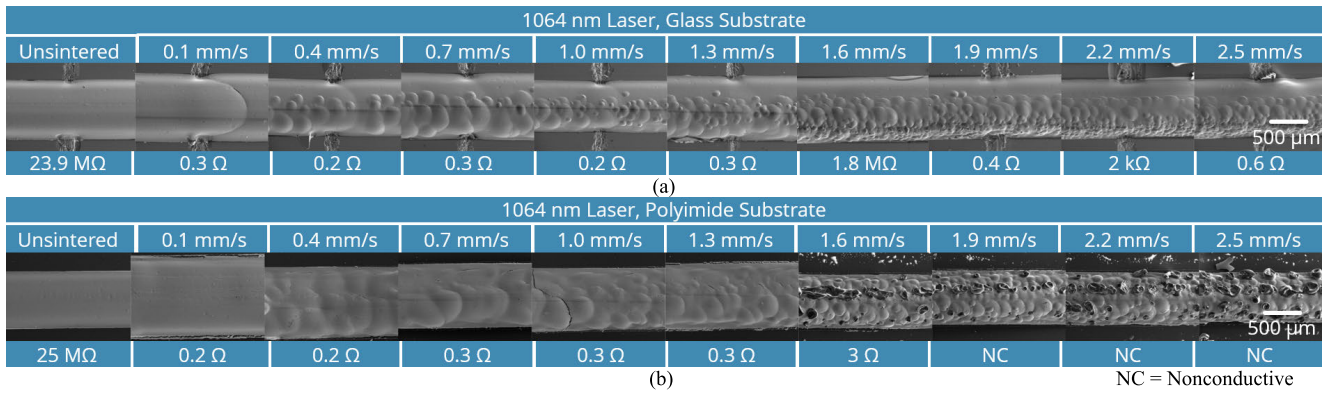 1064 nm Laser, Glass Substrate
Unsintered 0.1 mm/s 0.4 mm/s 0.7 mm/s 1.0 mm/s 1.3 mm/s 1.6 mm/s 1.9 mm/s 2.2 mm/s 2.5 mm/s
500 µm
23.9 MΩ 0.3 Ω 0.2 Ω 0.3 Ω 0.2 Ω 0.3 Ω 1.8 MΩ 0.4 Ω 2 kΩ 0.6 Ω
(a)
1064 nm Laser, Polyimide Substrate
Unsintered 0.1 mm/s 0.4 mm/s 0.7 mm/s 1.0 mm/s 1.3 mm/s 1.6 mm/s 1.9 mm/s 2.2 mm/s 2.5 mm/s
500 µm
25 MΩ 0.2 Ω 0.2 Ω 0.3 Ω 0.3 Ω 0.3 Ω 3 Ω NC NC NC
(b) NC = Nonconductive